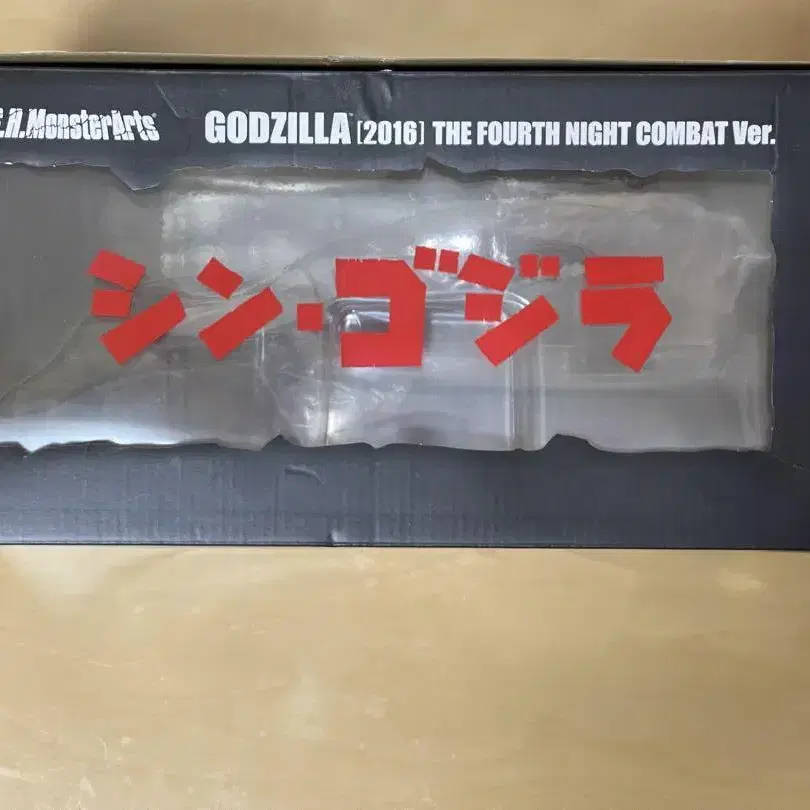 S.H.MonsterArts
GODZILLA [2016] THE FOURTH NIGHT COMBAT Ver.
シン・ゴジラ